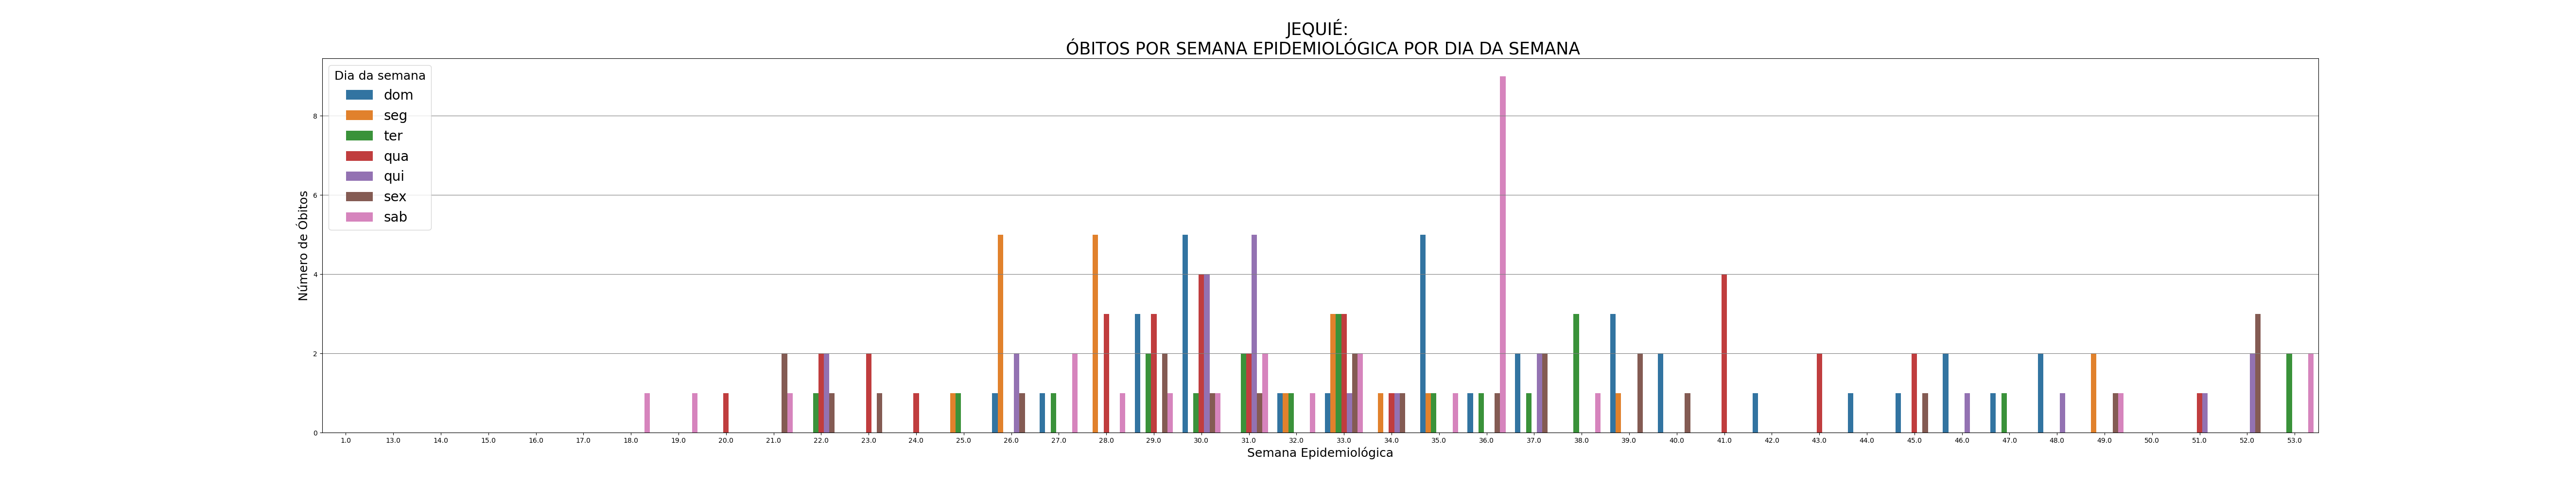 JEQUIÉ:
ÓBITOS POR SEMANA EPIDEMIOLÓGICA POR DIA DA SEMANA
Dia da semana
dom
seg
ter
qua
qui
sex
sab
Número de Óbitos
8
6
4
2
0
1.0 13.0 14.0 15.0 16.0 17.0 18.0 19.0 20.0 21.0 22.0 23.0 24.0 25.0 26.0 27.0 28.0 29.0 30.0 31.0 32.0 33.0 34.0 35.0 36.0 37.0 38.0 39.0 40.0 41.0 42.0 43.0 44.0 45.0 46.0 47.0 48.0 49.0 50.0 51.0 52.0 53.0
Semana Epidemiológica